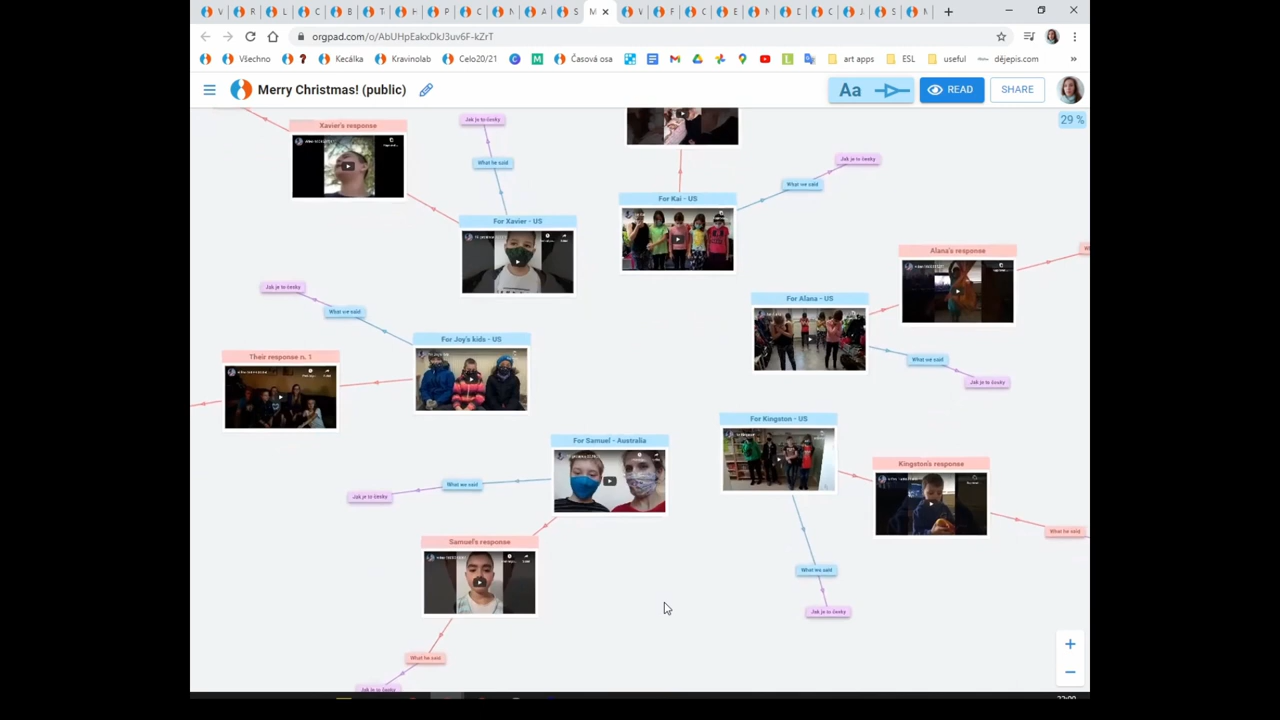 V
R
L
C
B
T
H
P
C
N
A
S
M
V
F
C
E
N
D
C
J
S
M
orgpad.com/o/AbUHpEakxDkJ3uv6F-kZrT
Všechno
?
Kecálka
Kravinolab
Celo20/21
Časová osa
art apps
ESL
useful
dějepis.com
»
Merry Christmas! (public)
Aa
READ
SHARE
29 %
Xavier's response
Jak je to česky
What he said
For Xavier - US
For Kai - US
What we said
Jak je to česky
Alana's response
For Alana - US
What we said
Jak je to česky
Jak je to česky
What we said
For Joy's kids - US
Their response n. 1
For Samuel - Australia
What we said
Jak je to česky
Samuel's response
What he said
Jak je to česky
For Kingston - US
Kingston's response
What he said
What we said
Jak je to česky
+
−